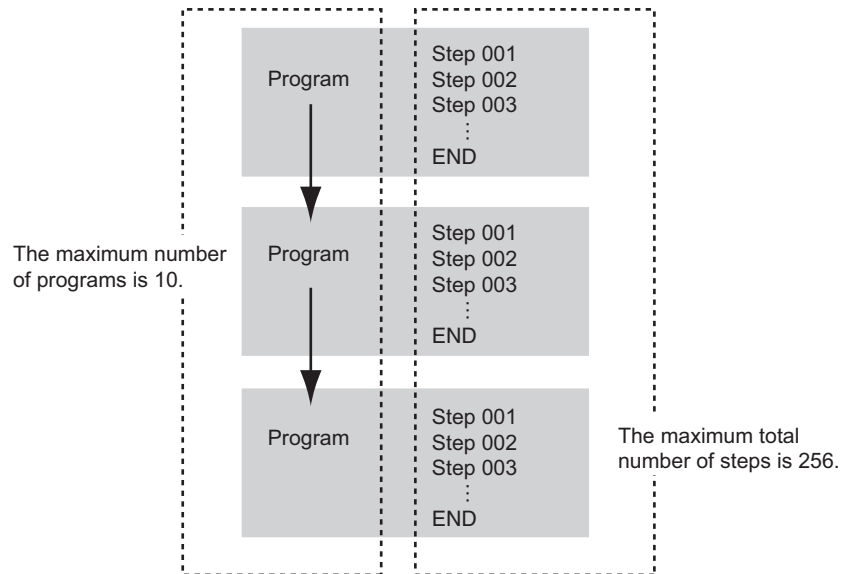 Program
Step 001
Step 002
Step 003
⋮
END
The maximum number
of programs is 10.
Program
Step 001
Step 002
Step 003
⋮
END
Program
Step 001
Step 002
Step 003
⋮
END
The maximum total
number of steps is 256.